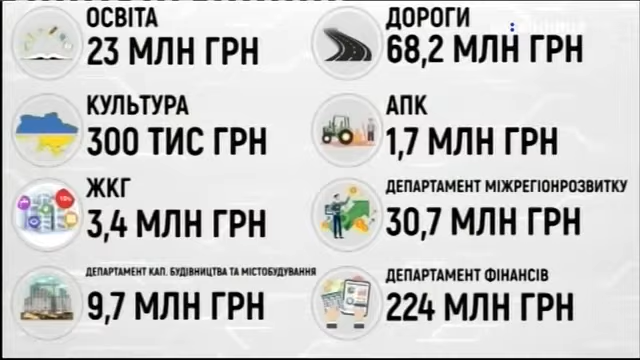 ОСВІТА
23 МЛН ГРН
ДОРОГИ
68,2 МЛН ГРН
КУЛЬТУРА
300 ТИС ГРН
АПК
1,7 МЛН ГРН
ЖКГ
3,4 МЛН ГРН
ДЕПАРТАМЕНТ МІЖРЕГІОНРОЗВИТКУ
30,7 МЛН ГРН
ДЕПАРТАМЕНТ КАП. БУДІВНИЦТВА ТА МІСТОБУДУВАННЯ
9,7 МЛН ГРН
ДЕПАРТАМЕНТ ФІНАНСІВ
224 МЛН ГРН